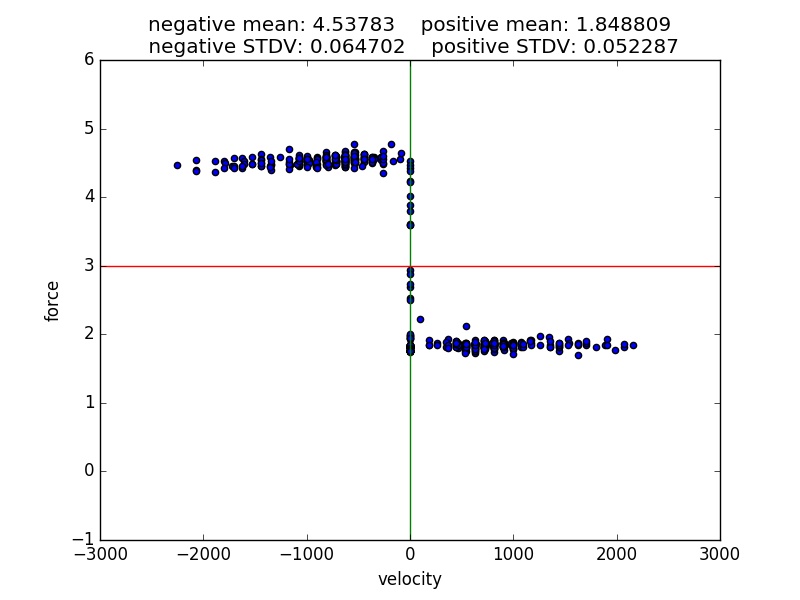 negative mean: 4.53783 positive mean: 1.848809
negative STDV: 0.064702 positive STDV: 0.052287
6
5
4
3
2
1
0
−1
force
−3000 −2000 −1000 0 1000 2000 3000
velocity